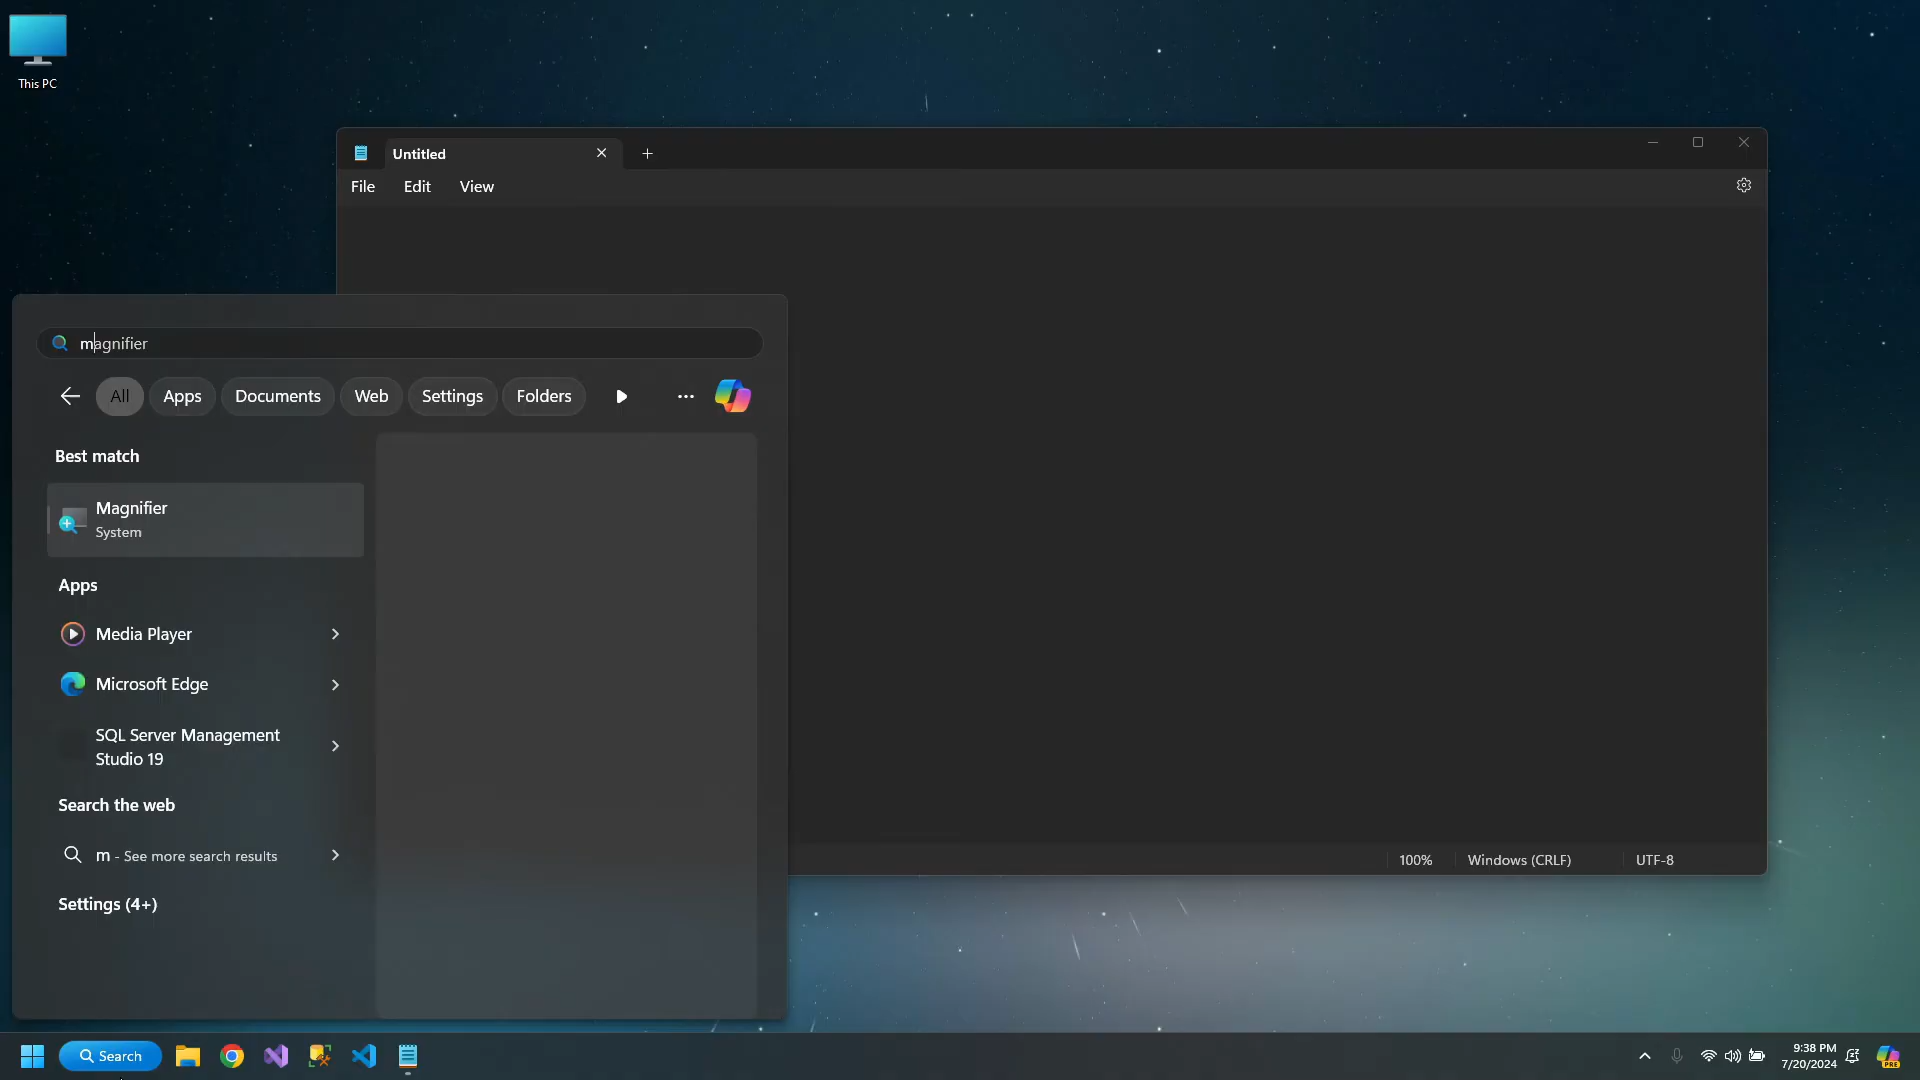 This PC
Untitled
File Edit View
magnifier
All Apps Documents Web Settings Folders
Best match
Magnifier
System
Apps
Media Player
Microsoft Edge
SQL Server Management
Studio 19
Search the web
m - See more search results
Settings (4+)
100% Windows (CRLF) UTF-8
Search
9:38 PM
7/20/2024
PRE